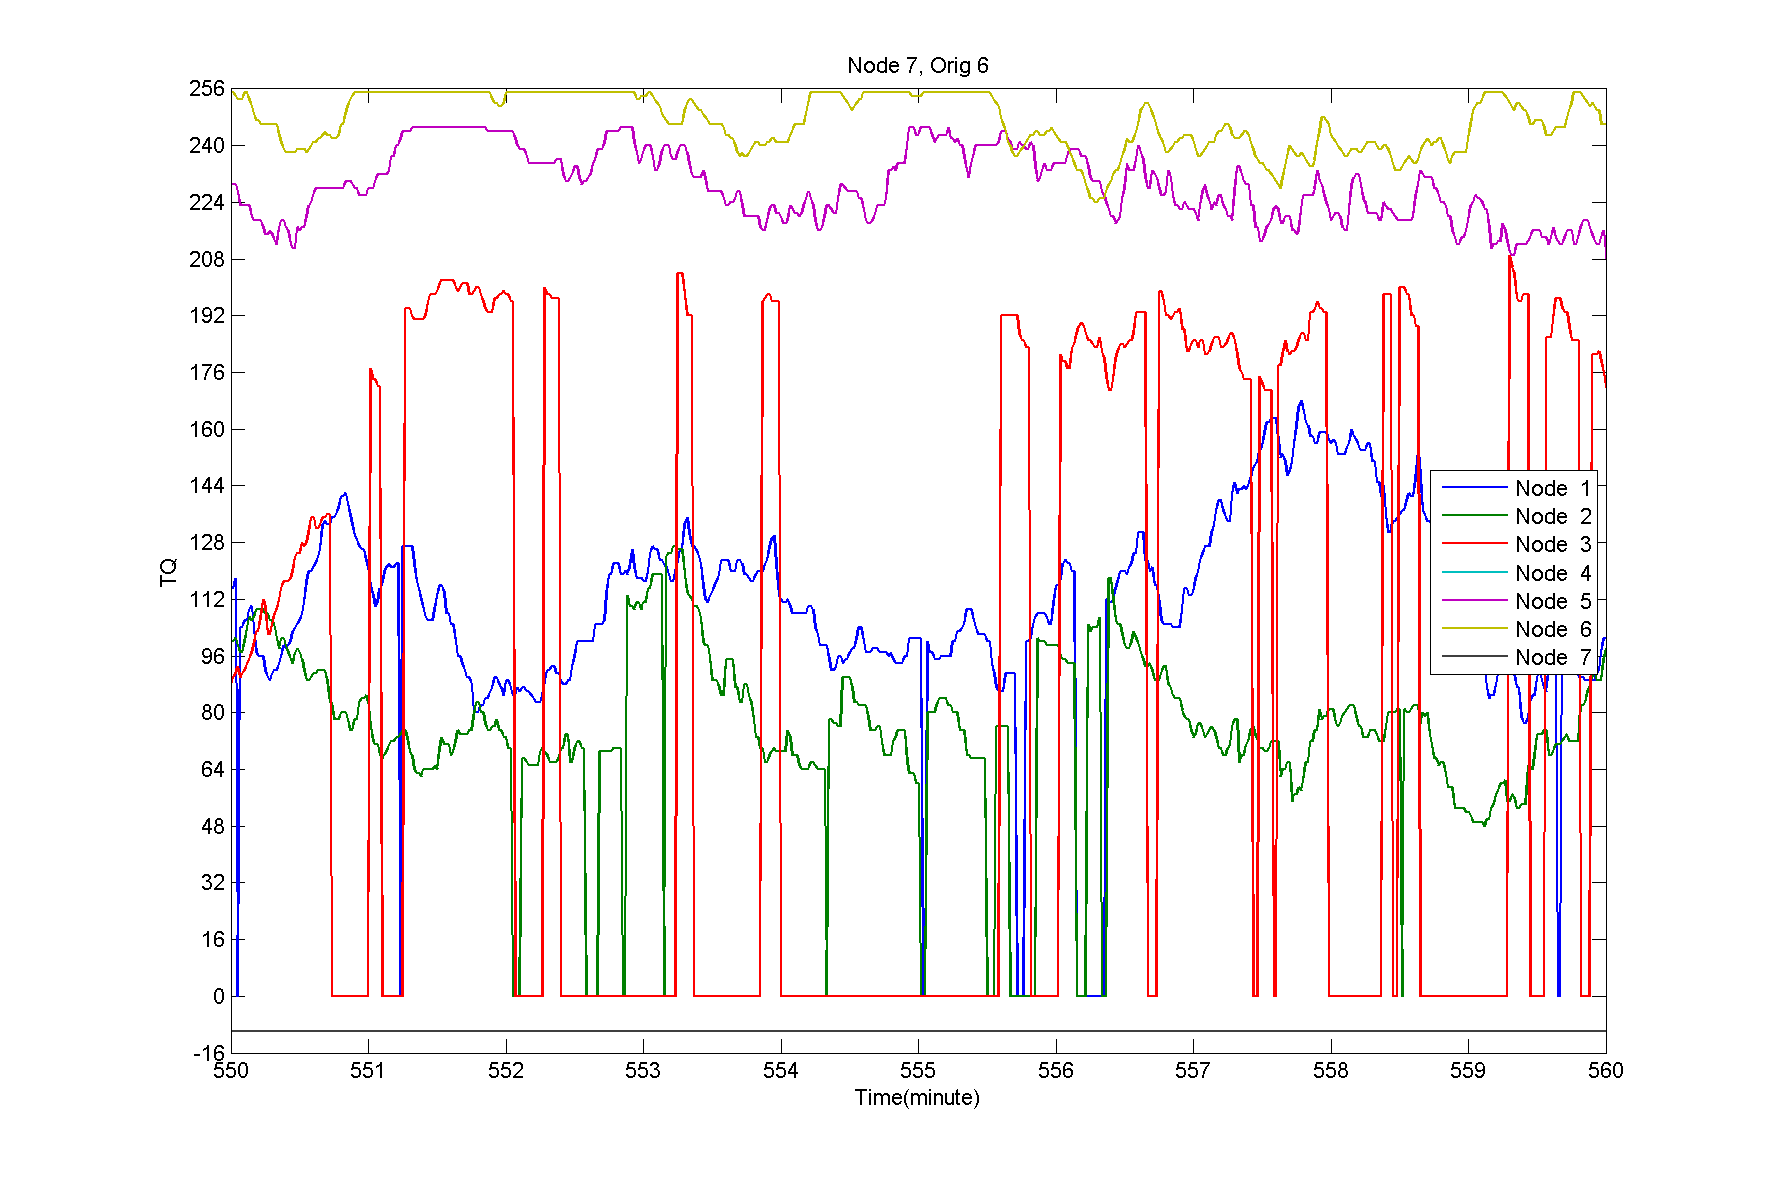 Node 7, Orig 6
TQ
256
240
224
208
192
176
160
144
128
112
96
80
64
48
32
16
0
-16
Node 1
Node 2
Node 3
Node 4
Node 5
Node 6
Node 7
550 551 552 553 554 555 556 557 558 559 560
Time(minute)